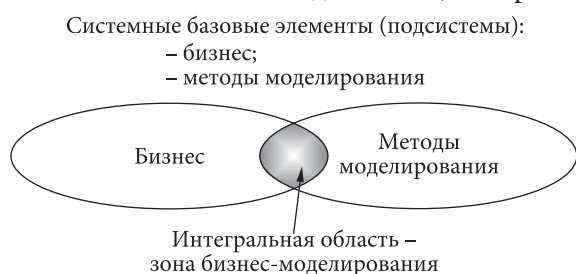 Системные базовые элементы (подсистемы):
– бизнес;
– методы моделирования
Бизнес
Методы
моделирования
Интегральная область –
зона бизнес-моделирования